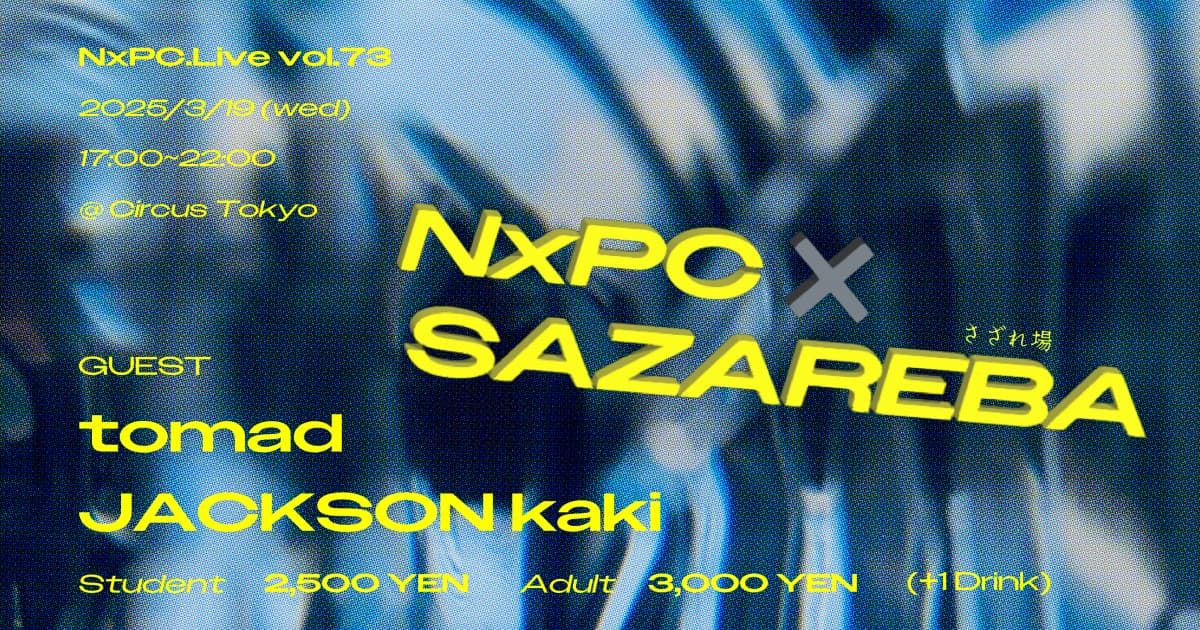 NxPC.Live vol.73
2025/3/19 (wed)
17:00~22:00
@ Circus Tokyo
NxPC ×
さざれ場
SAZAREBA
GUEST
tomad
JACKSON kaki
Student 2,500 YEN Adult 3,000 YEN (+1 Drink)